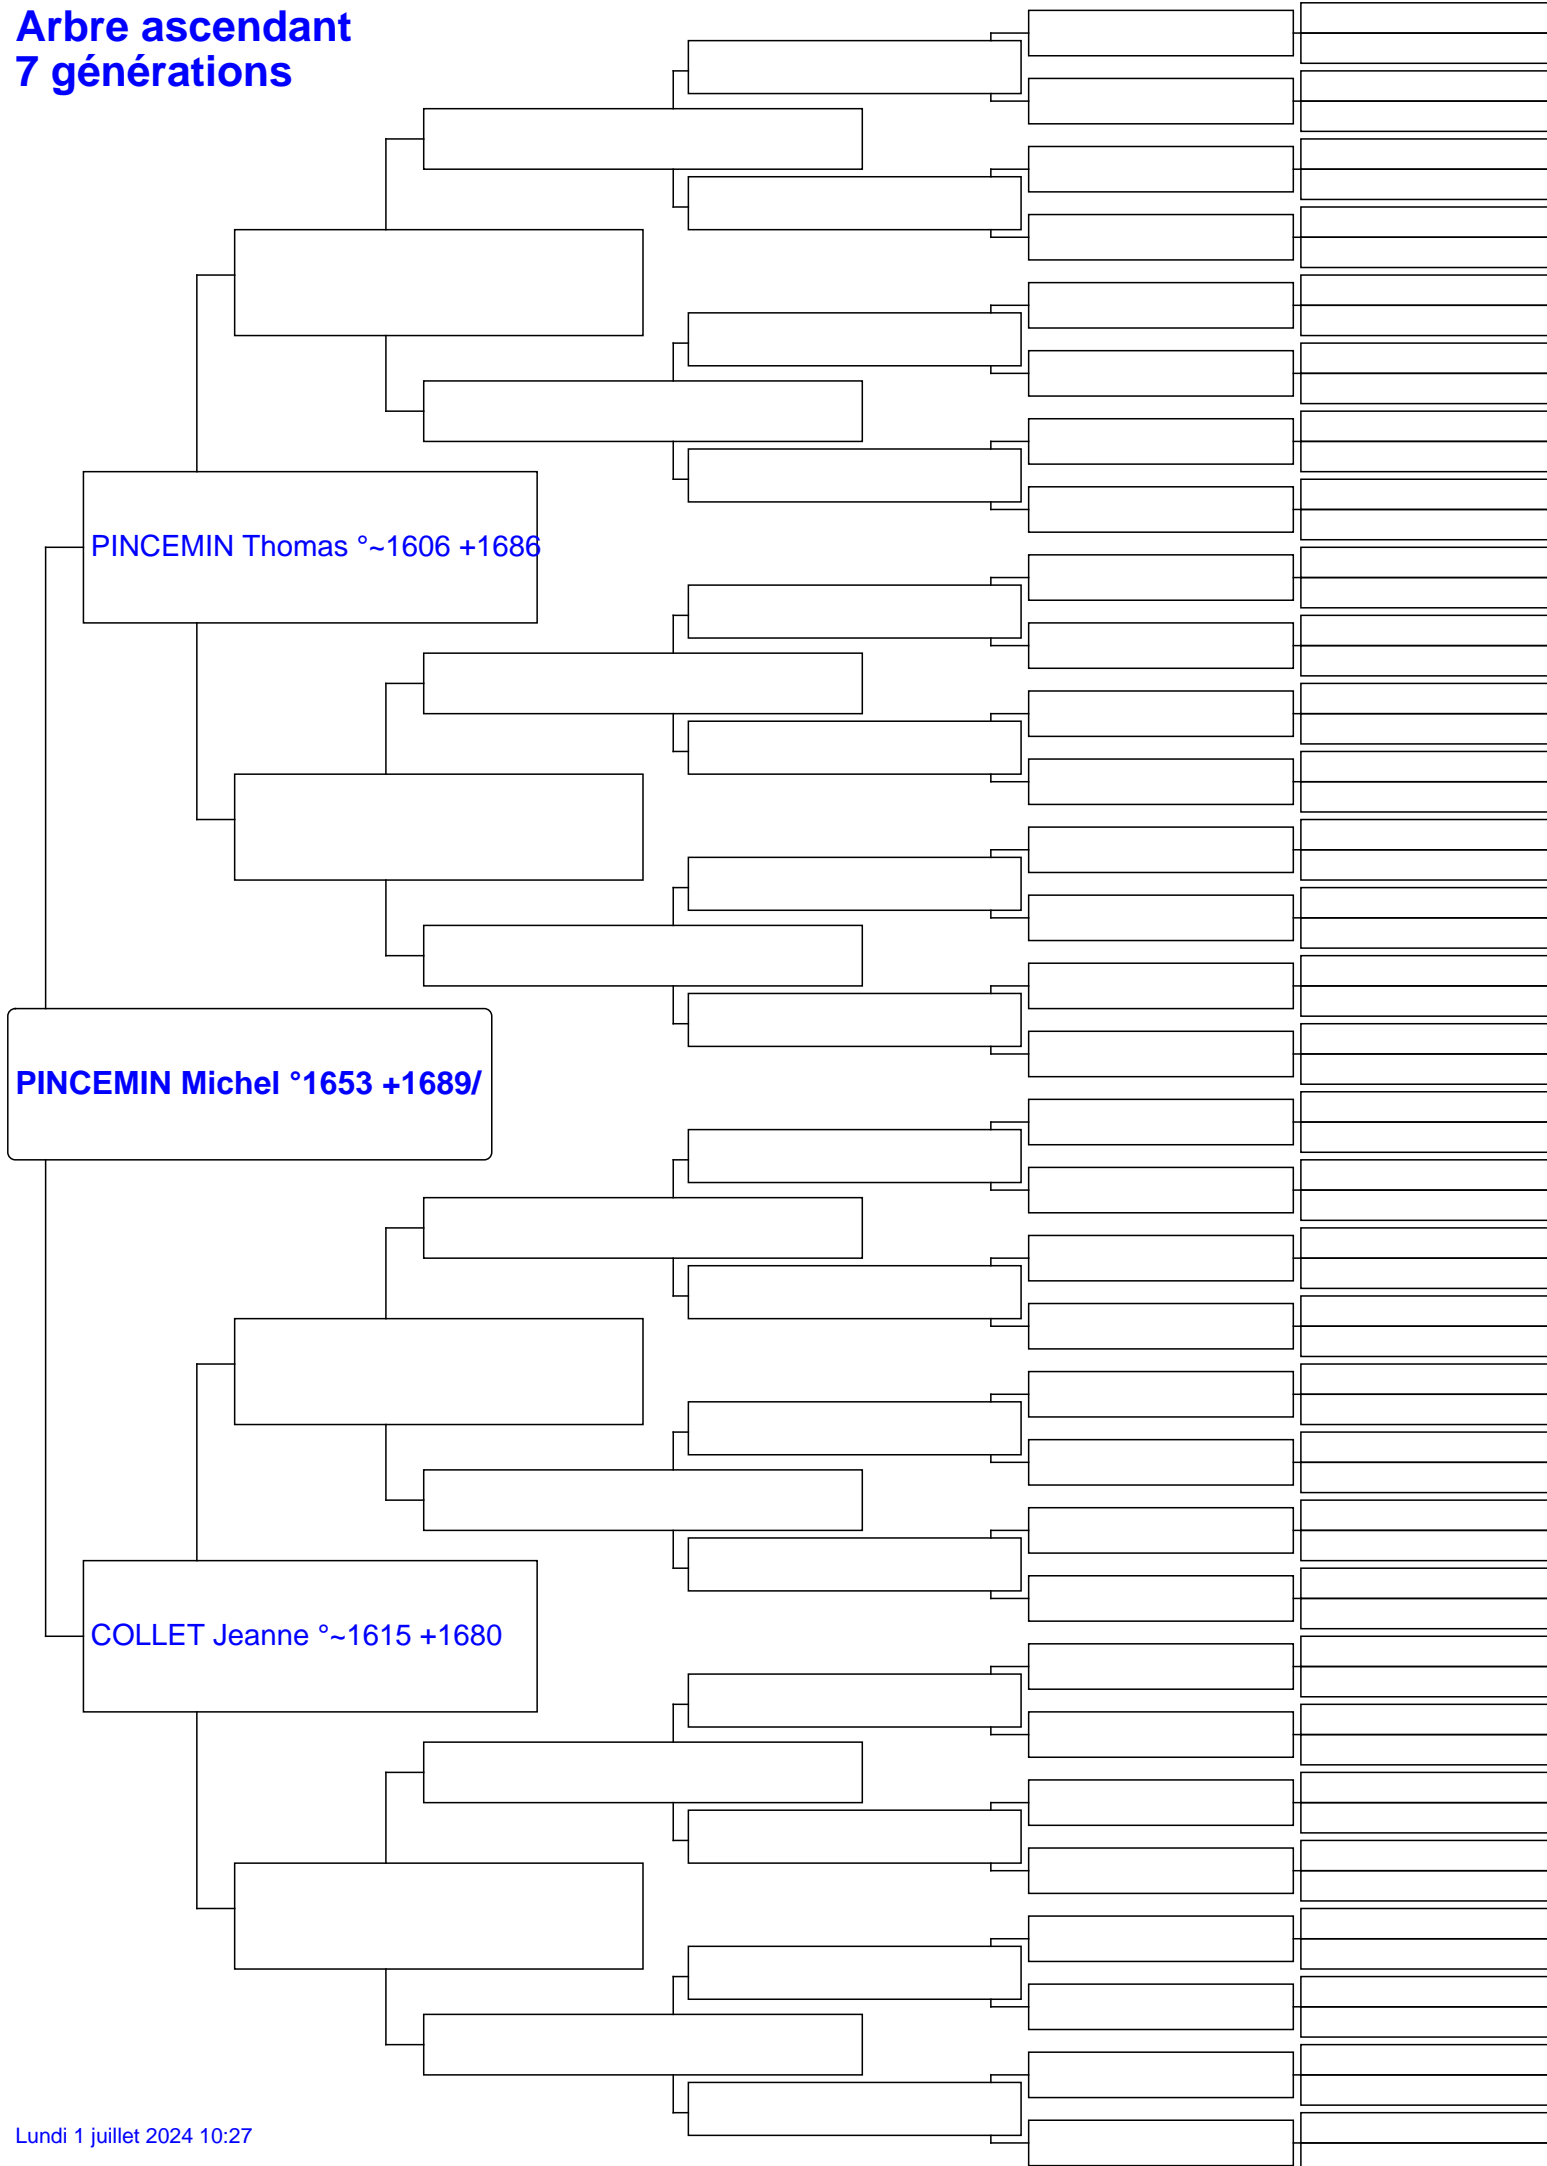 Arbre ascendant
7 générations
PINCEMIN Thomas °~1606 +1686
PINCEMIN Michel °1653 +1689/
COLLET Jeanne °~1615 +1680
Lundi 1 juillet 2024 10:27